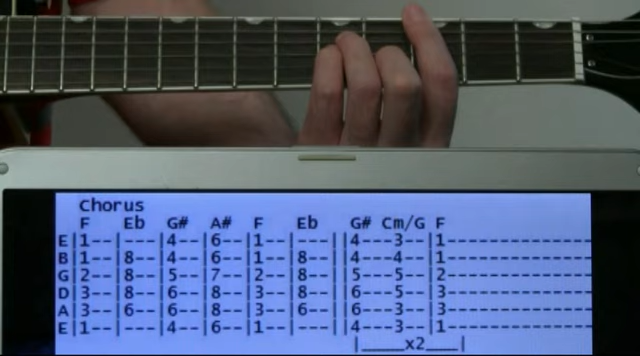 Chorus
F Eb G# A# F Eb G# Cm/G F
E|1--|---|4--|6--|1--|---||4---3--|1---------------
B|1--|8--|4--|6--|1--|8--||4---4--|1---------------
G|2--|8--|5--|7--|2--|8--||5---5--|2---------------
D|3--|8--|6--|8--|3--|8--||6---5--|3---------------
A|3--|6--|6--|8--|3--|6--||6---3--|3---------------
E|1--|---|4--|6--|1--|---||4---3--|1---------------
|_____x2___|